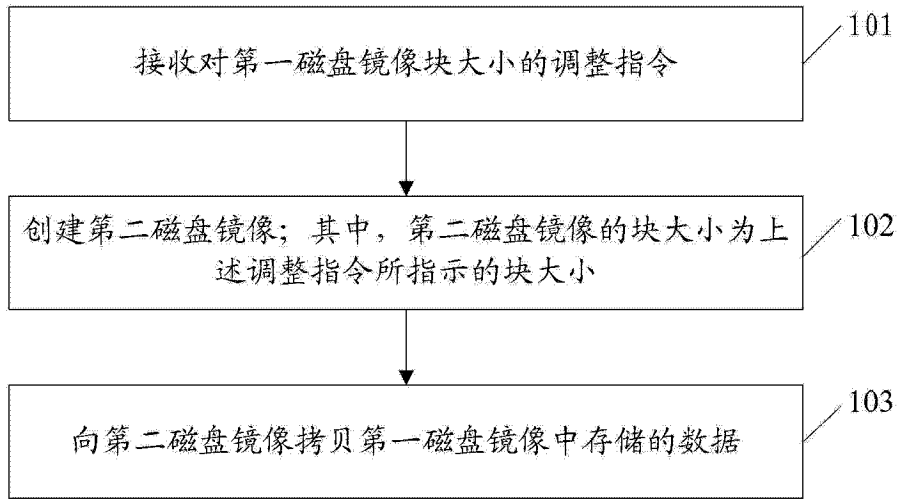 接收对第一磁盘镜像块大小的调整指令
101
创建第二磁盘镜像；其中，第二磁盘镜像的块大小为上
述调整指令所指示的块大小
102
向第二磁盘镜像拷贝第一磁盘镜像中存储的数据
103